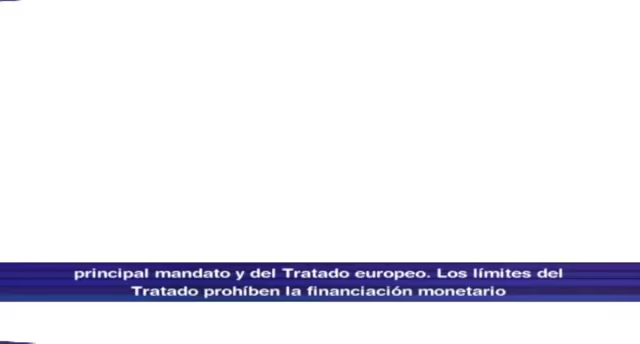 principal mandato y del Tratado europeo. Los límites del
Tratado prohíben la financiación monetario